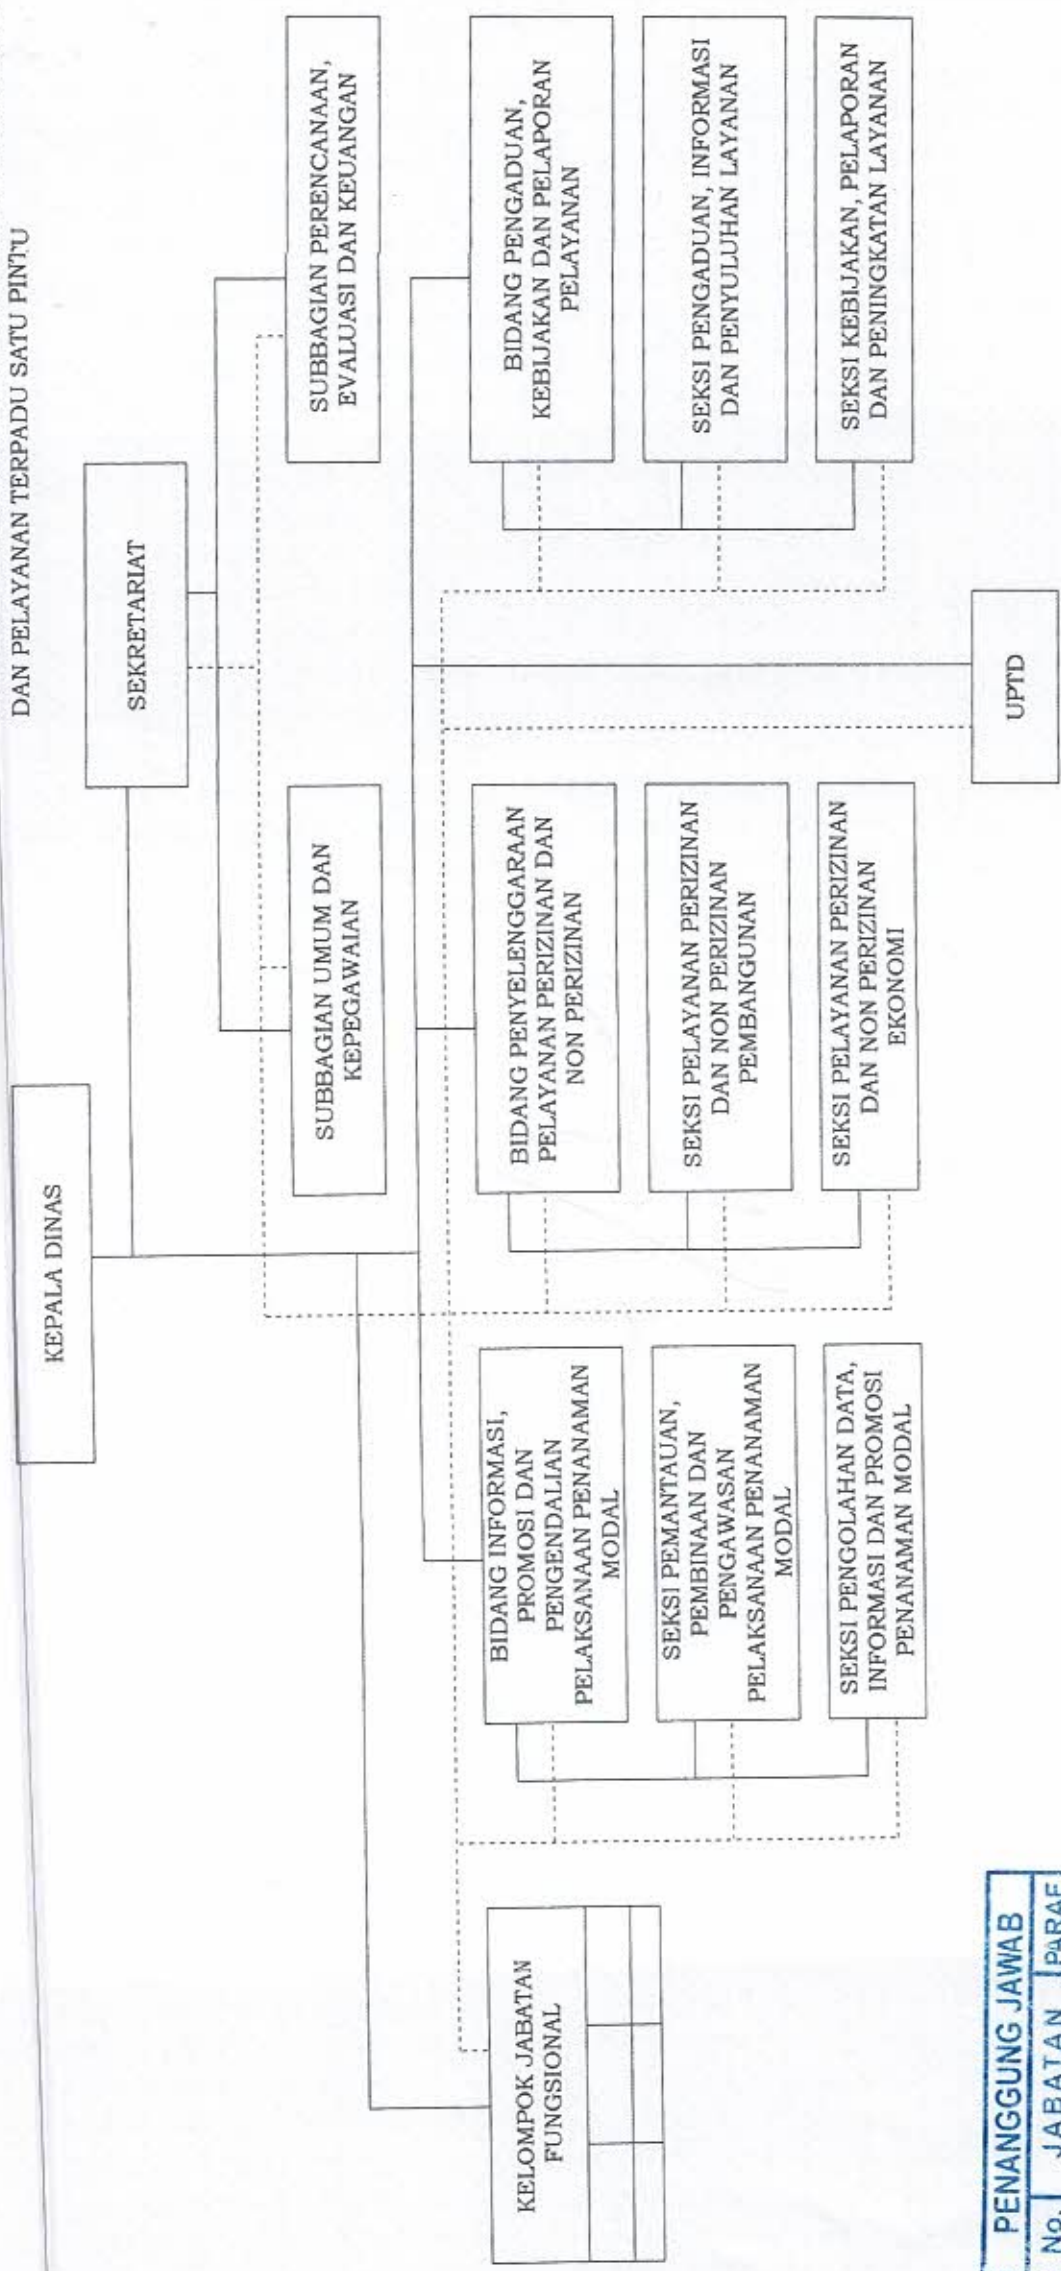 DAN PELAYANAN TERPADU SATU PINTU
KEPALA DINAS
SEKRETARIAT
SUBBAGIAN UMUM DAN
KEPEGAWAIAN
SUBBAGIAN PERENCANAAN,
EVALUASI DAN KEUANGAN
KELOMPOK JABATAN
FUNGSIONAL
BIDANG INFORMASI,
PROMOSI DAN
PENGENDALIAN
PELAKSANAAN PENANAMAN
MODAL
SEKSI PEMANTAUAN,
PEMBINAAN DAN
PENGAWASAN
PELAKSANAAN PENANAMAN
MODAL
SEKSI PENGOLAHAN DATA,
INFORMASI DAN PROMOSI
PENANAMAN MODAL
BIDANG PENYELENGGARAAN
PELAYANAN PERIZINAN DAN
NON PERIZINAN
SEKSI PELAYANAN PERIZINAN
DAN NON PERIZINAN
PEMBANGUNAN
SEKSI PELAYANAN PERIZINAN
DAN NON PERIZINAN
EKONOMI
BIDANG PENGADUAN,
KEBIJAKAN DAN PELAPORAN
PELAYANAN
SEKSI PENGADUAN, INFORMASI
DAN PENYULUHAN LAYANAN
SEKSI KEBIJAKAN, PELAPORAN
DAN PENINGKATAN LAYANAN
UPTD
PENANGGUNG JAWAB
No. JABATAN PARAF